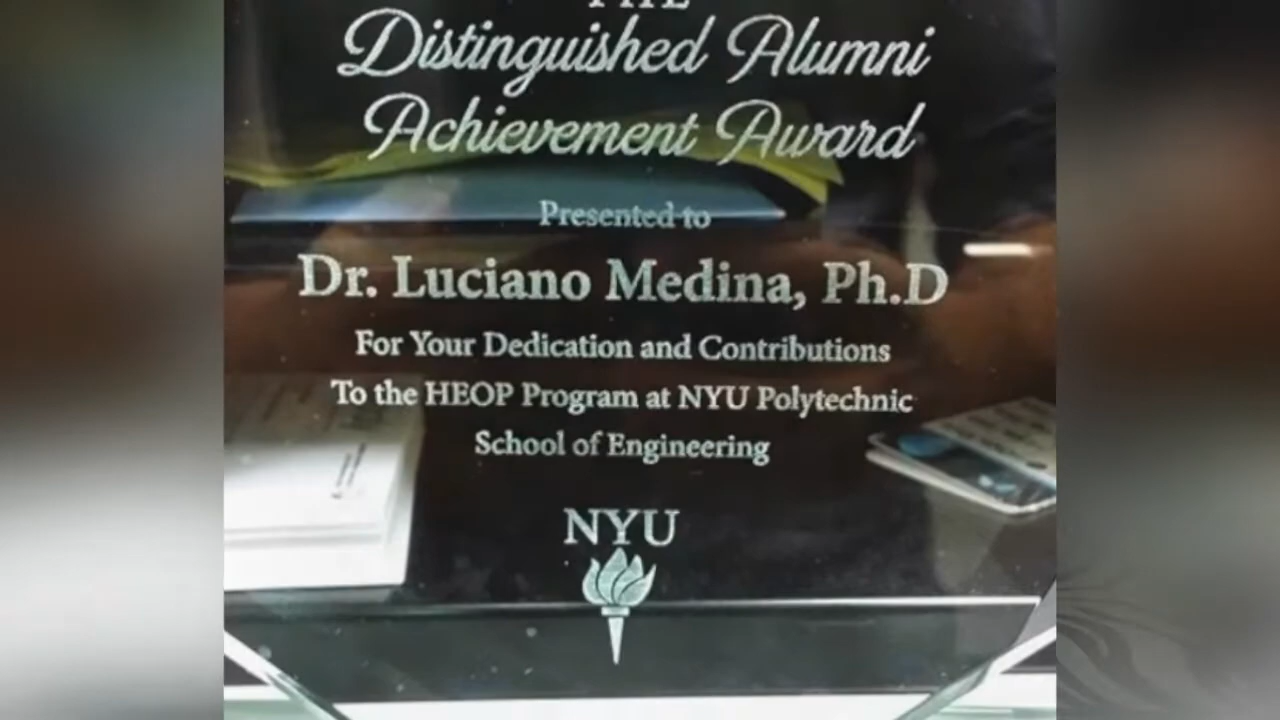 THE
Distinguished Alumni
Achievement Award
Presented to
Dr. Luciano Medina, Ph.D
For Your Dedication and Contributions
To the HEOP Program at NYU Polytechnic
School of Engineering
NYU